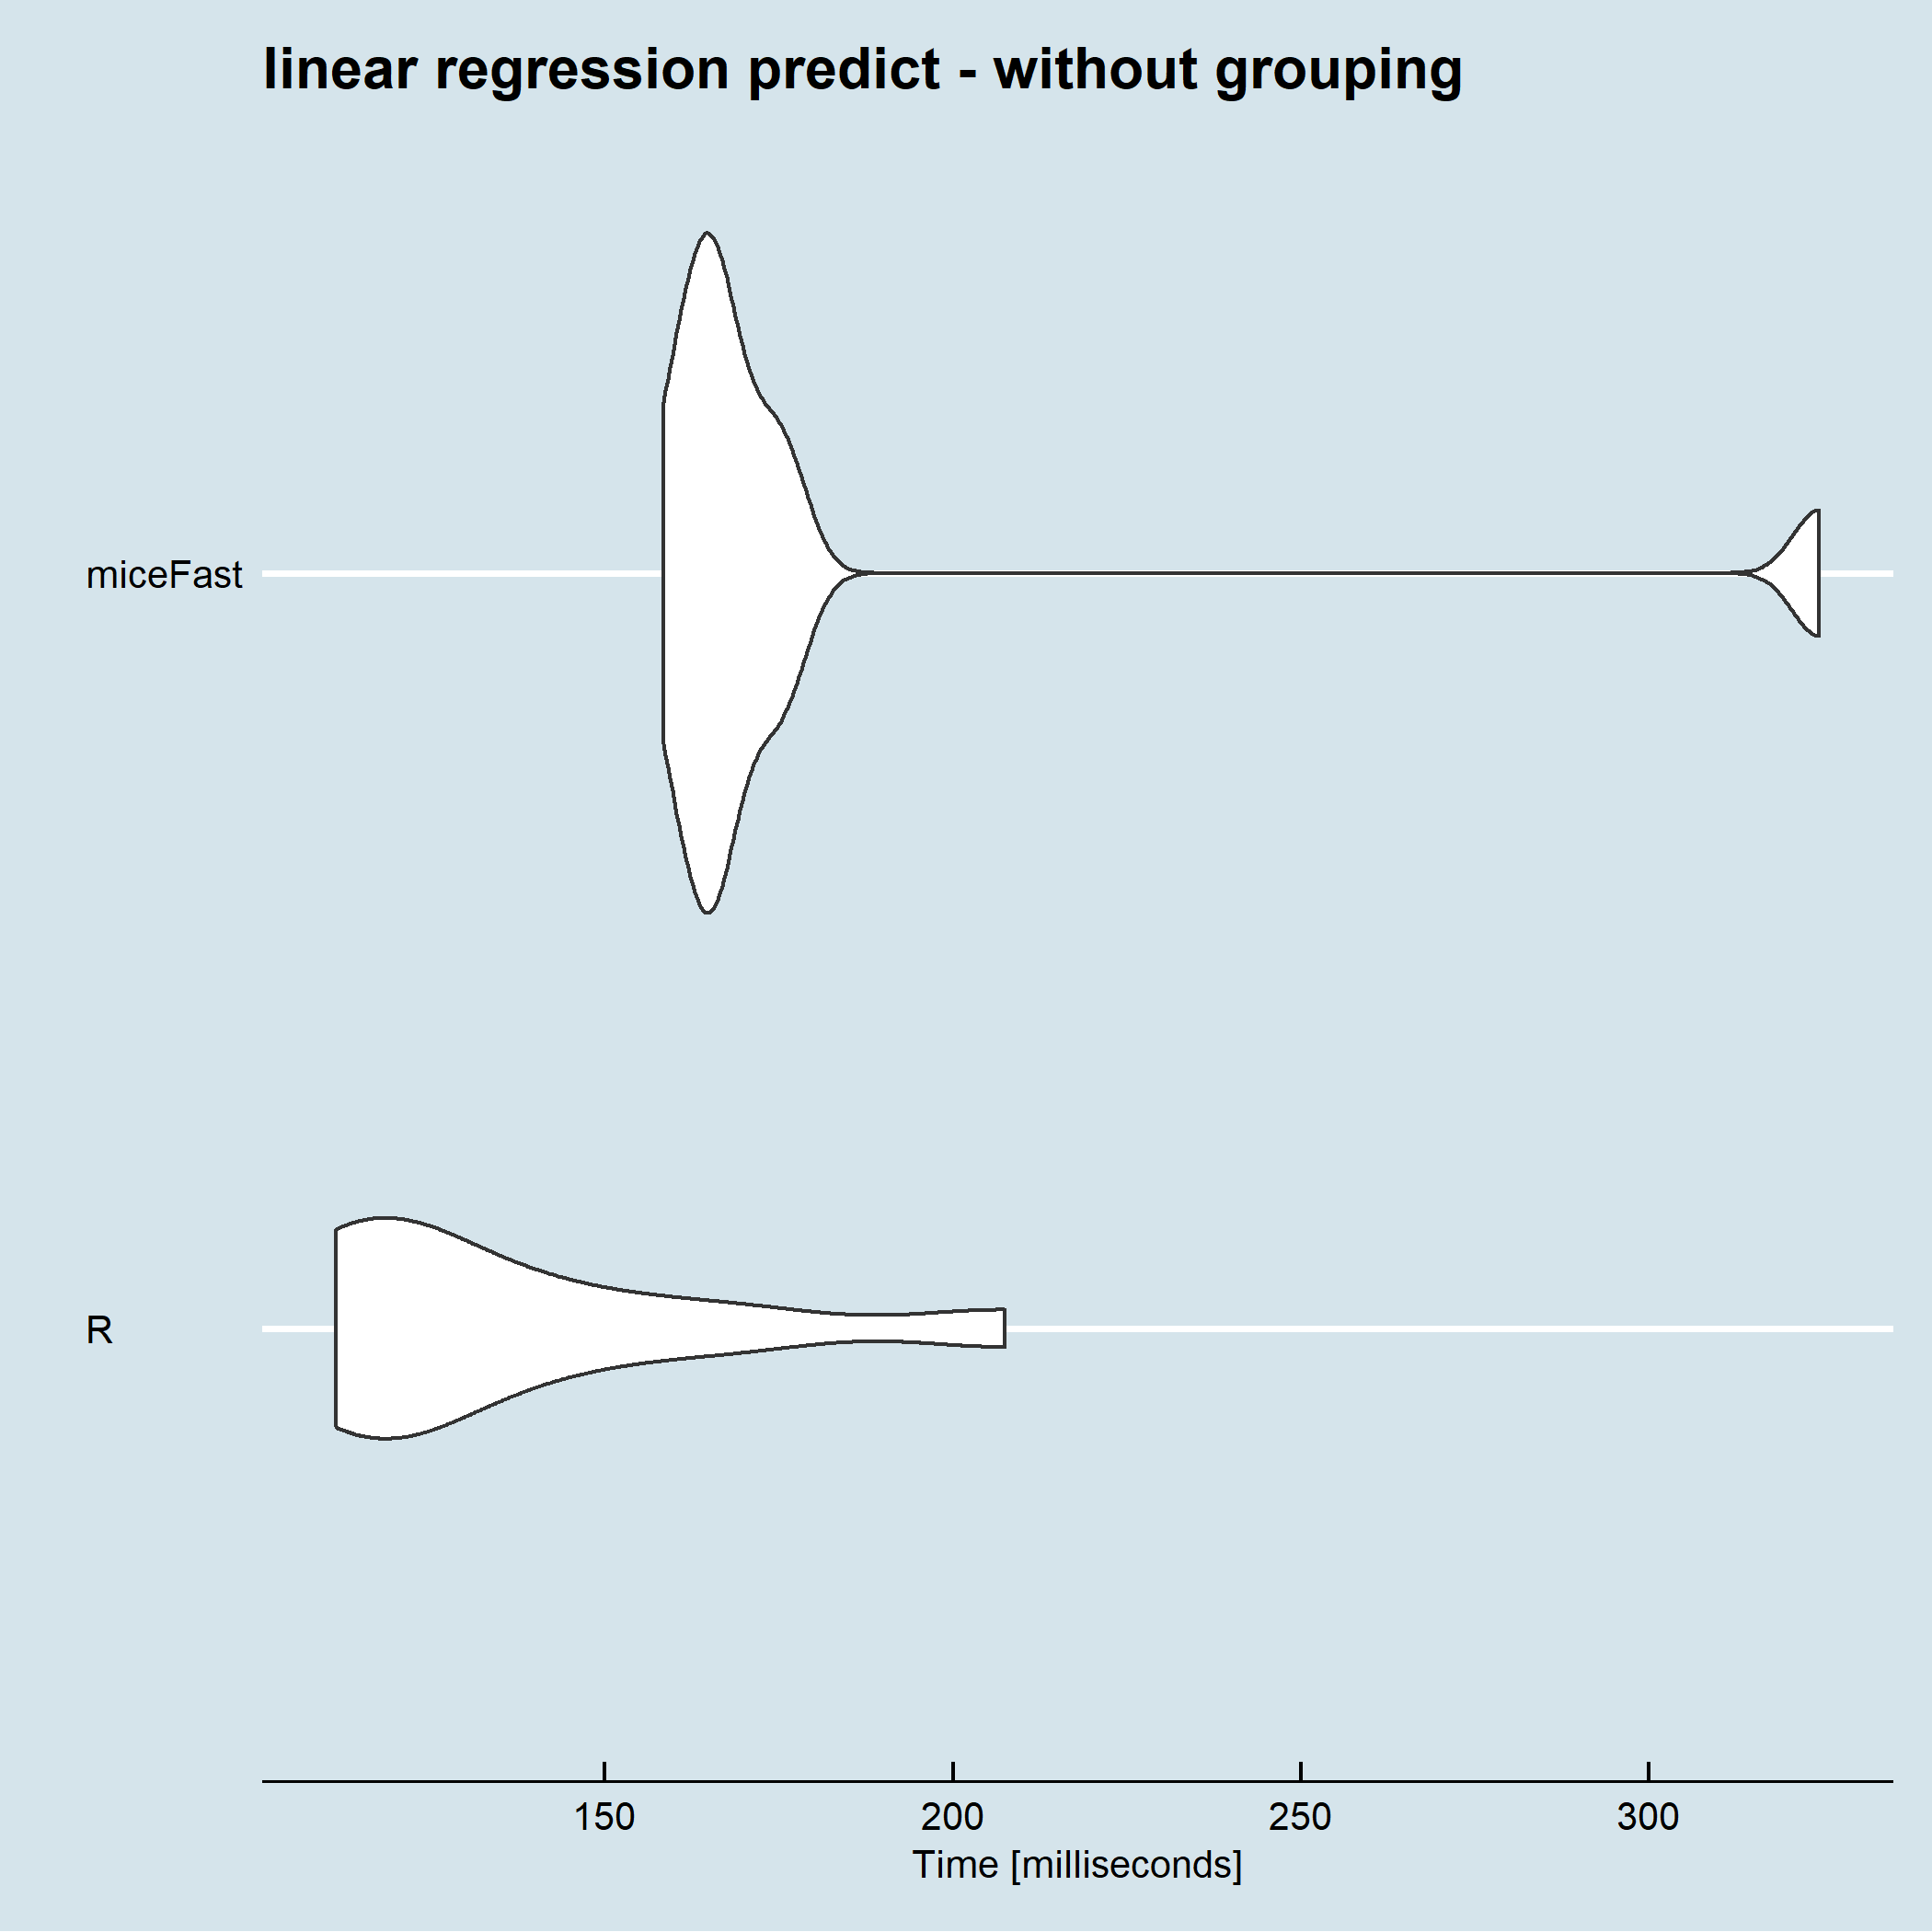 linear regression predict - without grouping
miceFast
R
150 200 250 300
Time [milliseconds]